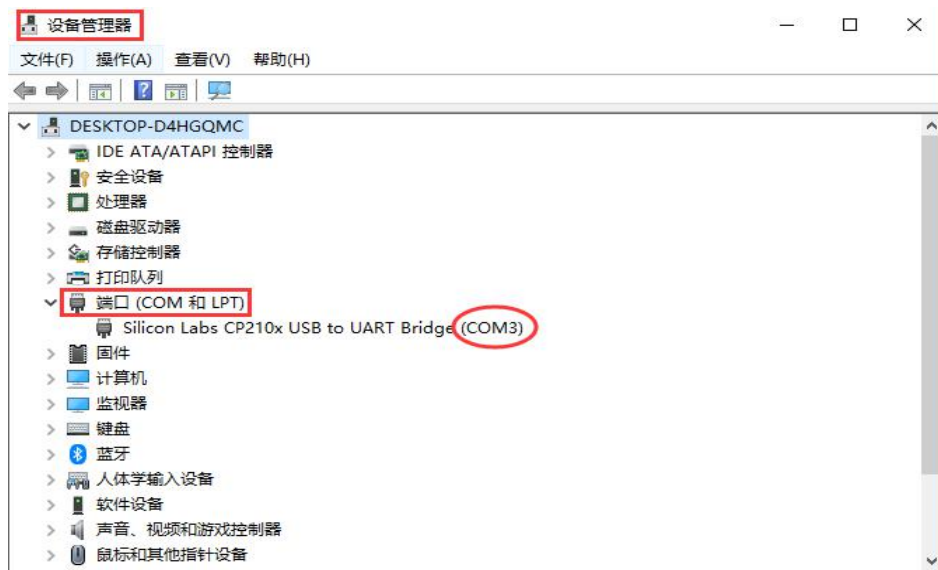 设备管理器
文件(F) 操作(A) 查看(V) 帮助(H)
DESKTOP-D4HGQMC
IDE ATA/ATAPI 控制器
安全设备
处理器
磁盘驱动器
存储控制器
打印队列
端口 (COM 和 LPT)
Silicon Labs CP210x USB to UART Bridge (COM3)
固件
计算机
监视器
键盘
蓝牙
人体学输入设备
软件设备
声音、视频和游戏控制器
鼠标和其他指针设备